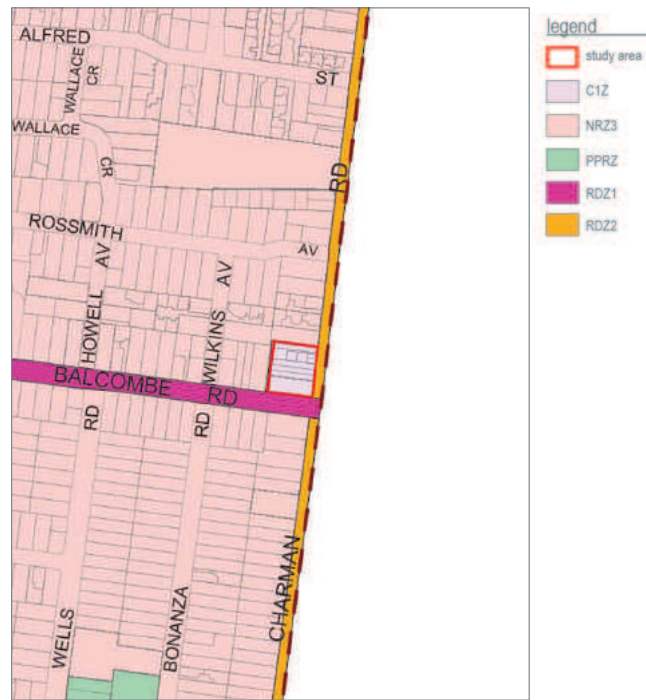 ALFRED
ST
WALLACE
CR
WALLACE
CR
RD
ROSSMITH
AV
AV
AV
HOWELL
WILKINS
BALCOMBE RD
RD
RD
CHARMAN
WELLS
BONANZA
legend
study area
C1Z
NRZ3
PPRZ
RDZ1
RDZ2